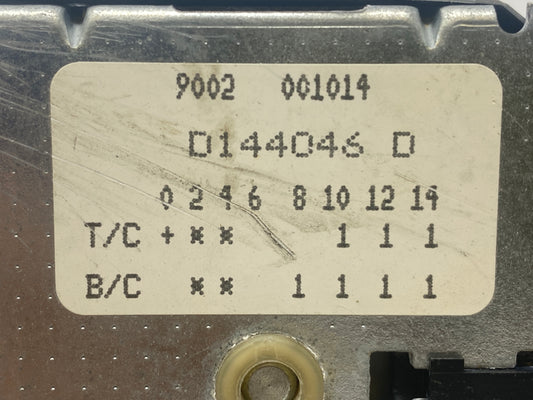 9002 001014
D144046 D
0 2 4 6 8 10 12 14
T/C + * * 1 1 1
B/C * * 1 1 1 1